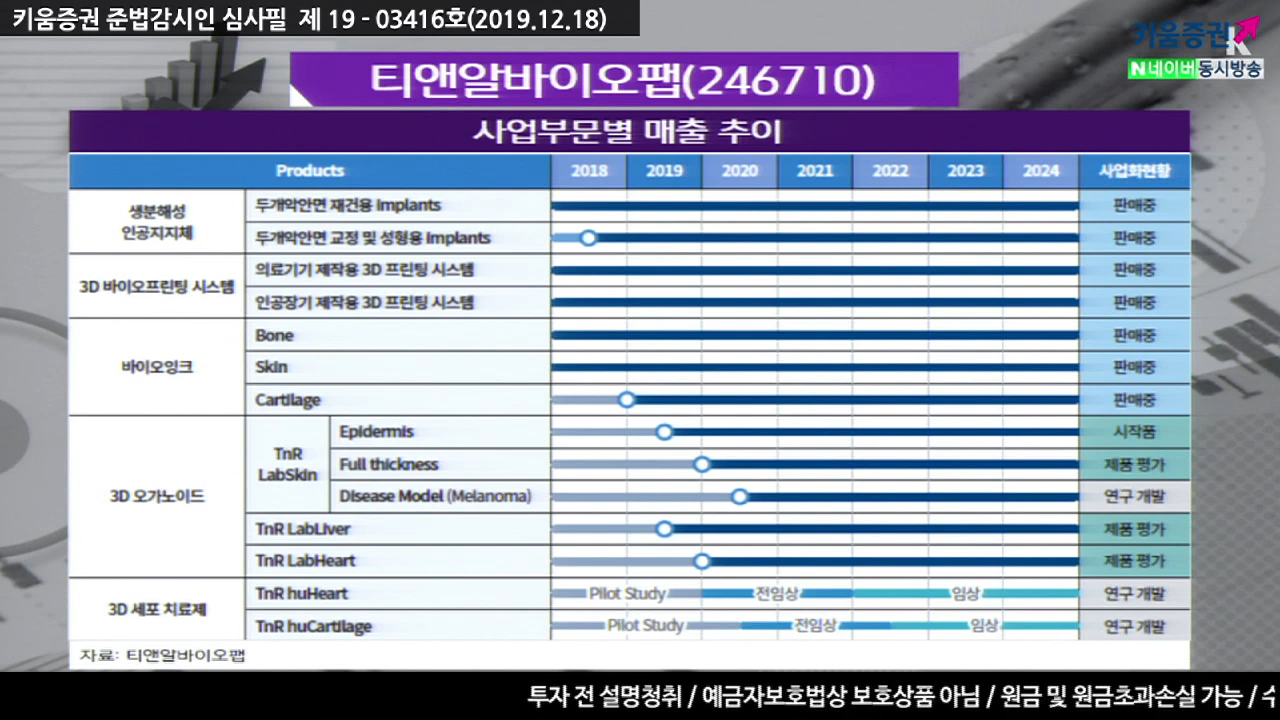 키움증권 준법감시인 심사필 제 19 - 03416호(2019.12.18)
키움증권
N 네이버 동시방송
티앤알바이오팹(246710)
사업부문별 매출 추이
Products 2018 2019 2020 2021 2022 2023 2024 사업화현황
생분해성
인공지지체
두개악안면 재건용 Implants 판매중
두개악안면 교정 및 성형용 Implants 판매중
3D 바이오프린팅 시스템
의료기기 제작용 3D 프린팅 시스템 판매중
인공장기 제작용 3D 프린팅 시스템 판매중
바이오잉크
Bone 판매중
Skin 판매중
Cartilage 판매중
3D 오가노이드
TnR
LabSkin
Epidermis 시작품
Full thickness 제품 평가
Disease Model (Melanoma) 연구 개발
TnR LabLiver 제품 평가
TnR LabHeart 제품 평가
3D 세포 치료제
TnR huHeart Pilot Study 전임상 임상 연구 개발
TnR huCartilage Pilot Study 전임상 임상 연구 개발
자료: 티앤알바이오팹
투자 전 설명청취 / 예금자보호법상 보호상품 아님 / 원금 및 원금초과손실 가능 /